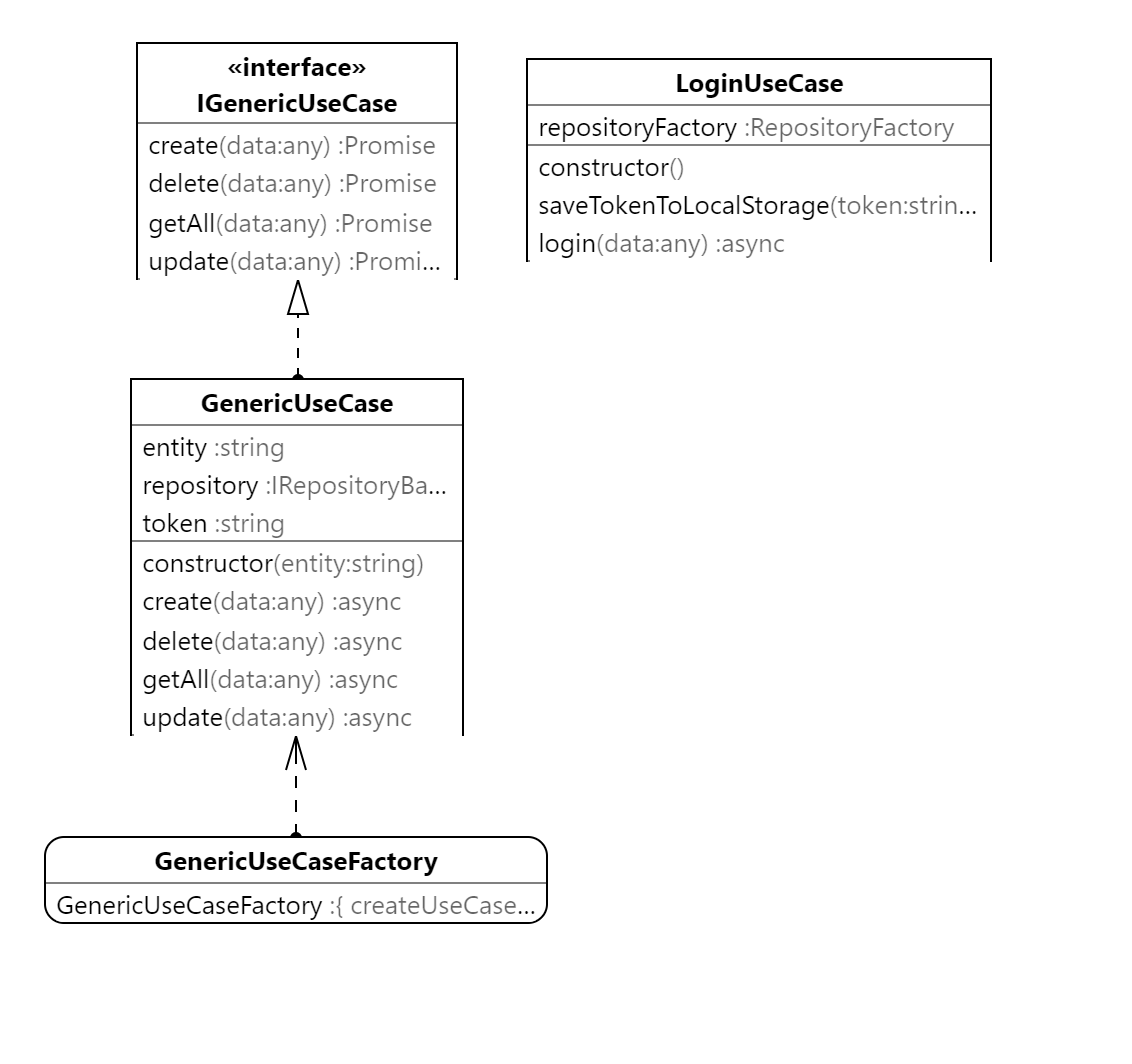 «interface»
IGenericUseCase
create(data:any) :Promise
delete(data:any) :Promise
getAll(data:any) :Promise
update(data:any) :Promi...
LoginUseCase
repositoryFactory :RepositoryFactory
constructor()
saveTokenToLocalStorage(token:strin...
login(data:any) :async
GenericUseCase
entity :string
repository :IRepositoryBa...
token :string
constructor(entity:string)
create(data:any) :async
delete(data:any) :async
getAll(data:any) :async
update(data:any) :async
GenericUseCaseFactory
GenericUseCaseFactory :{ createUseCase...